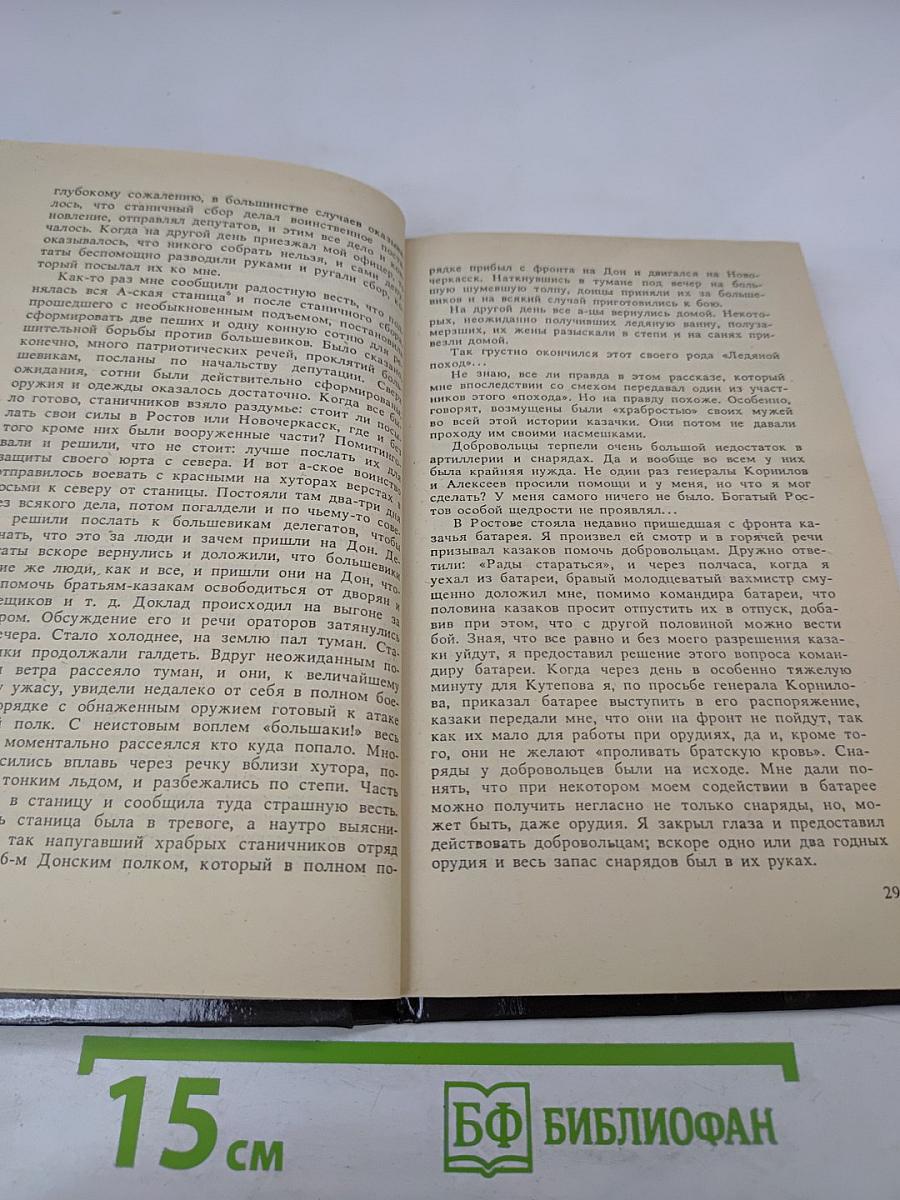 глубокому сожалению, в большинстве случаев
лось, что станичный сбор делал воинственное
новление, отправлял депутатов, и этим все дело и
чалось. Когда на другой день приезжал мой офицер,
оказывалось, что никого собрать нельзя, и сами
таты беспомощно разводили руками и ругали сбор,
торый посылал их ко мне.
Как-то раз мне сообщили радостную весть, что
нялась вся А-ская станица и после станичного сбора,
прошедшего с необыкновенным подъемом, постановила
сформировать две пеших и одну конную сотню для
шительной борьбы против большевиков. Было сказано,
конечно, много патриотических речей, проклятий
шевикам, посланы по начальству депутации. Сверх
ожидания, сотни были действительно сформированы,
оружия и одежды оказалось достаточно. Когда все
ло готово, станичников взяло раздумье: стоит ли
лать свои силы в Ростов или Новочеркасск, где и без
того кроме них были вооруженные части?
вали и решили, что не стоит: лучше послать их для
защиты своего юрта с севера. И вот а-ское воинство
отправилось воевать с красными на хуторах верстах в
осьми к северу от станицы. Постояли там два-три дня
ез всякого дела, потом погалдели и по чьему-то сове-
решили послать к большевикам делегатов, чтобы
нать, что это за люди и зачем пришли на Дон. Де-
аты вскоре вернулись и доложили, что большевики
ие же люди, как и все, и пришли они на Дон, что-
помочь братьям-казакам освободиться от дворян и
ещиков и т. д. Доклад происходил на выгоне за
ром. Обсуждение его и речи ораторов затянулись
ечера. Стало холоднее, на землю пал туман. Ста-
ики продолжали галдеть. Вдруг неожиданным по-
м ветра рассеяло туман, и они, к величайшему
у ужасу, увидели недалеко от себя в полном бое-
орядке с обнаженным оружием готовый к атаке
й полк. С неистовым воплем «большаки!» весь
моментально рассеялся кто куда попало. Мно-
осились вплавь через речку вблизи хутора, по-
тонким льдом, и разбежались по степи. Часть
в станицу и сообщила туда страшную весть.
ь станица была в тревоге, а наутро выясни-
так напугавший храбрых станичников отряд
6-м Донским полком, который в полном по-
рядке прибыл с фронта на Дон и двигался на Ново-
черкасск. Наткнувшись в тумане под вечер на боль-
шую шумевшую толпу, донцы приняли их за больше-
виков и на всякий случай приготовились к бою.
На другой день все а-цы вернулись домой. Некото-
рых, неожиданно получивших ледяную ванну, полуза-
мерзших, их жены разыскали в степи и на санях при-
везли домой.
Так грустно окончился этот своего рода «Ледяной
поход»...
Не знаю, все ли правда в этом рассказе, который
мне впоследствии со смехом передавал один из участ-
ников этого «похода». Но на правду похоже. Особенно,
говорят, возмущены были «храбростью» своих мужей
во всей этой истории казачки. Они потом не давали
проходу им своими насмешками.
Добровольцы терпели очень большой недостаток в
артиллерии и снарядах. Да и вообще во всем у них
была крайняя нужда. Не один раз генералы Корнилов
и Алексеев просили помощи и у меня, но что я мог
сделать? У меня самого ничего не было. Богатый Рос-
тов особой щедрости не проявлял...
В Ростове стояла недавно пришедшая с фронта ка-
зачья батарея. Я произвел ей смотр и в горячей речи
призывал казаков помочь добровольцам. Дружно отве-
тили: «Рады стараться», и через полчаса, когда я
уехал из батареи, бравый молодцеватый вахмистр сму-
щенно доложил мне, помимо командира батареи, что
половина казаков просит отпустить их в отпуск, доба-
вив при этом, что с другой половиной можно вести
бой. Зная, что все равно и без моего разрешения каза-
ки уйдут, я предоставил решение этого вопроса коман-
диру батареи. Когда через день в особенно тяжелую
минуту для Кутепова я, по просьбе генерала Корнило-
ва, приказал батарее выступить в его распоряжение,
казаки передали мне, что они на фронт не пойдут, так
как их мало для работы при орудиях, да и, кроме то-
го, они не желают «проливать братскую кровь». Сна-
ряды у добровольцев были на исходе. Мне дали по-
нять, что при некотором моем содействии в батарее
можно получить негласно не только снаряды, но, мо-
жет быть, даже орудия. Я закрыл глаза и предоставил
действовать добровольцам; вскоре одно или два годных
орудия и весь запас снарядов был в их руках.
29
15 см
БФ БИБЛИОФАН